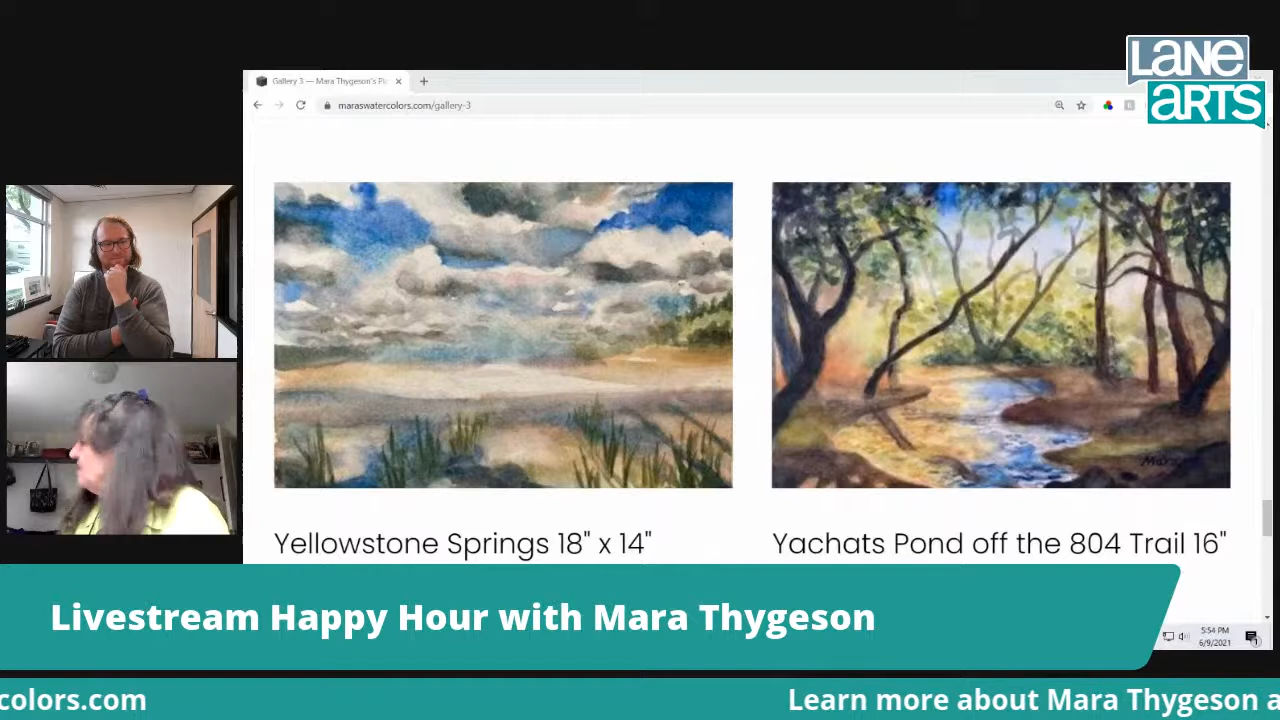 LANE
ARTS
Gallery 3 — Mara Thygeson's Pl
maraswatercolors.com/gallery-3
Mara
Yellowstone Springs 18" x 14"
Yachats Pond off the 804 Trail 16"
Livestream Happy Hour with Mara Thygeson
5:54 PM
6/9/2021
colors.com
Learn more about Mara Thygeson a